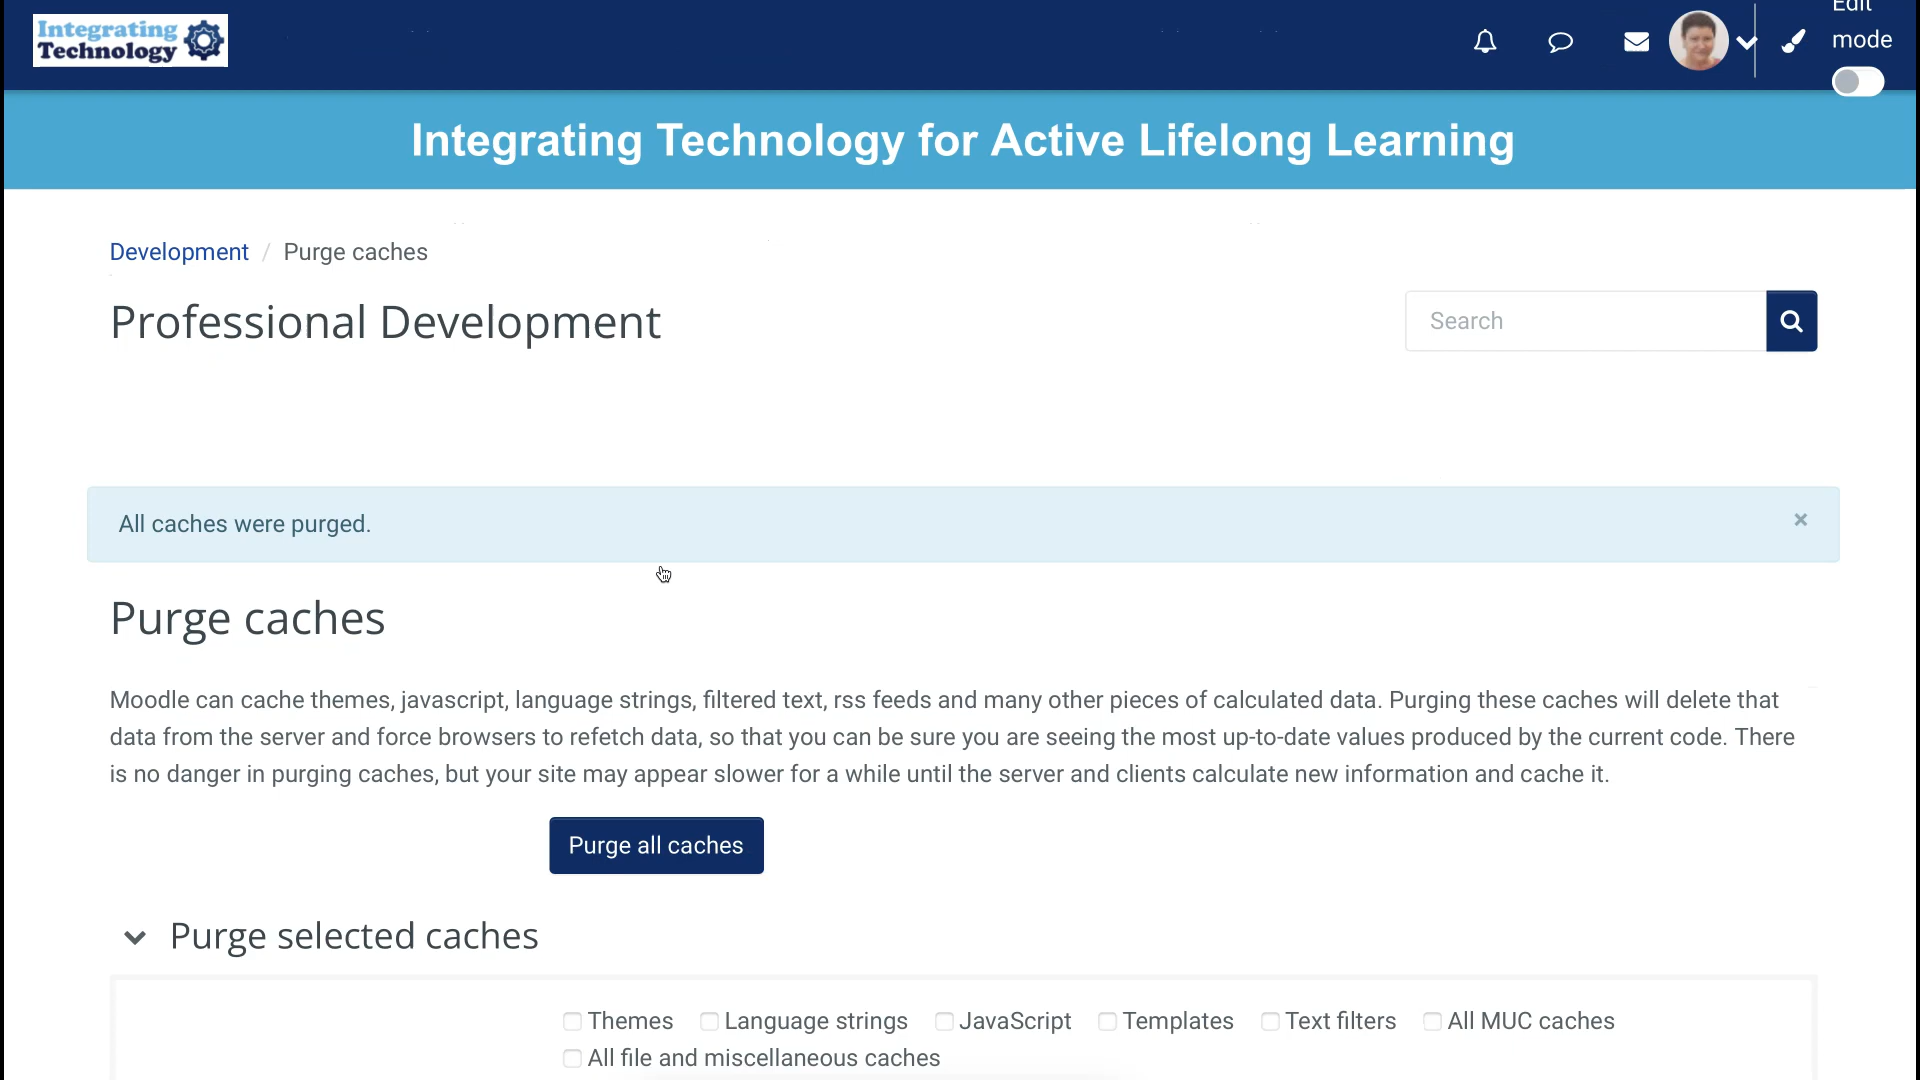 Integrating
Technology
Edit
mode
Integrating Technology for Active Lifelong Learning
Development / Purge caches
Professional Development
Search
All caches were purged.
×
Purge caches
Moodle can cache themes, javascript, language strings, filtered text, rss feeds and many other pieces of calculated data. Purging these caches will delete that
data from the server and force browsers to refetch data, so that you can be sure you are seeing the most up-to-date values produced by the current code. There
is no danger in purging caches, but your site may appear slower for a while until the server and clients calculate new information and cache it.
Purge all caches
Purge selected caches
Themes Language strings JavaScript Templates Text filters All MUC caches
All file and miscellaneous caches